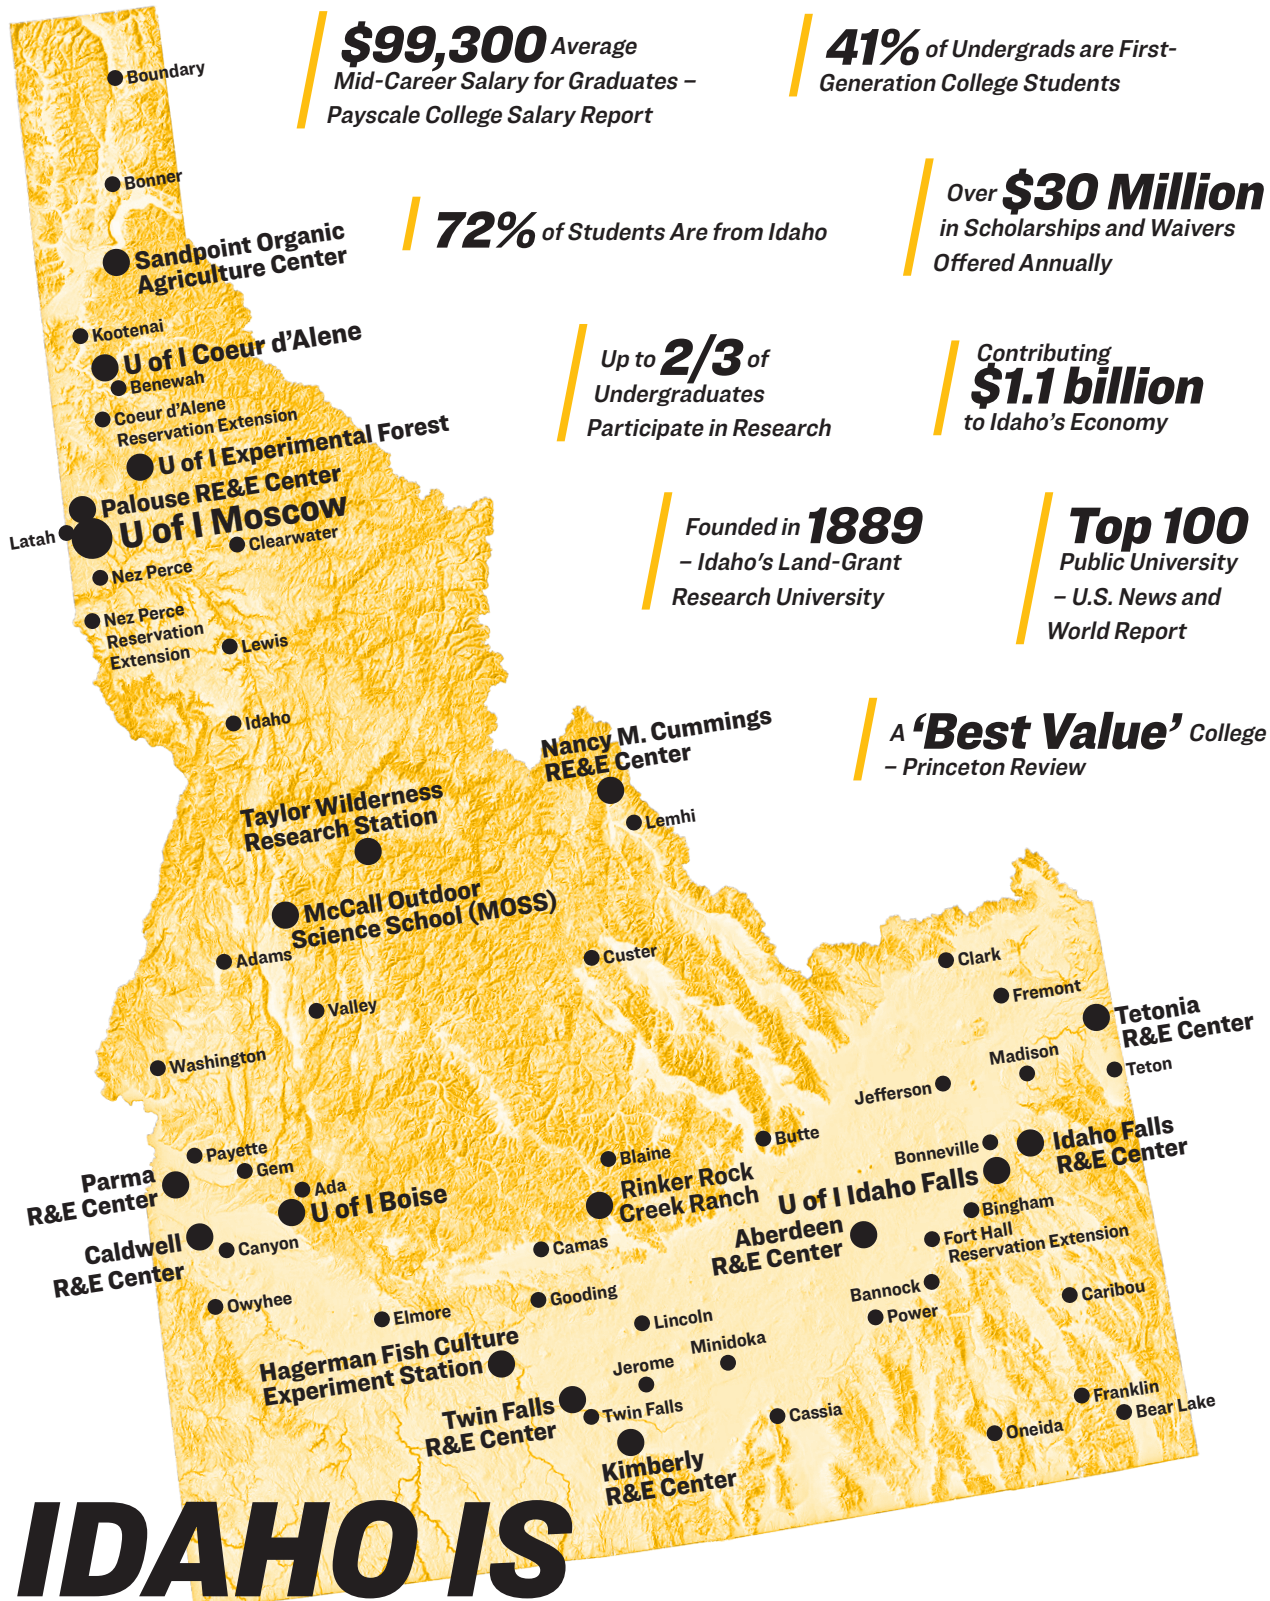 $99,300 Average
Mid-Career Salary for Graduates –
Payscale College Salary Report
41% of Undergrads are First-
Generation College Students
Over $30 Million
in Scholarships and Waivers
Offered Annually
72% of Students Are from Idaho
Up to 2/3 of
Undergraduates
Participate in Research
Contributing
$1.1 billion
to Idaho's Economy
Founded in 1889
– Idaho's Land-Grant
Research University
Top 100
Public University
– U.S. News and
World Report
A 'Best Value' College
– Princeton Review
Boundary
Bonner
Sandpoint Organic
Agriculture Center
Kootenai
U of I Coeur d'Alene
Benewah
Coeur d'Alene
Reservation Extension
U of I Experimental Forest
Palouse RE&E Center
U of I Moscow
Latah
Clearwater
Nez Perce
Nez Perce
Reservation
Extension
Lewis
Idaho
Nancy M. Cummings
RE&E Center
Lemhi
Taylor Wilderness
Research Station
McCall Outdoor
Science School (MOSS)
Adams
Custer
Clark
Fremont
Valley
Tetonia
R&E Center
Washington
Madison
Teton
Jefferson
Butte
Bonneville
Idaho Falls
R&E Center
Payette
Gem
Blaine
Parma
R&E Center
Ada
U of I Boise
Rinker Rock
Creek Ranch
U of I Idaho Falls
Bingham
Aberdeen
R&E Center
Fort Hall
Reservation Extension
Caldwell
R&E Center
Canyon
Camas
Bannock
Caribou
Owyhee
Elmore
Gooding
Lincoln
Power
Minidoka
Hagerman Fish Culture
Experiment Station
Jerome
Twin Falls
R&E Center
Twin Falls
Cassia
Franklin
Bear Lake
Oneida
Kimberly
R&E Center
IDAHO IS